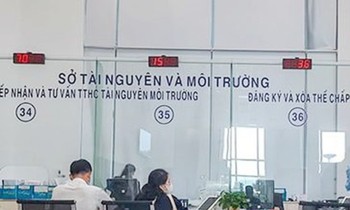 70 15 36
SỞ TÀI NGUYÊN VÀ MÔI TRƯỜNG
IẾP NHẬN VÀ TƯ VẤN TTHC TÀI NGUYÊN MÔI TRƯỜNG ĐĂNG KÝ VÀ XÓA THẾ CHẤP
34 35 36